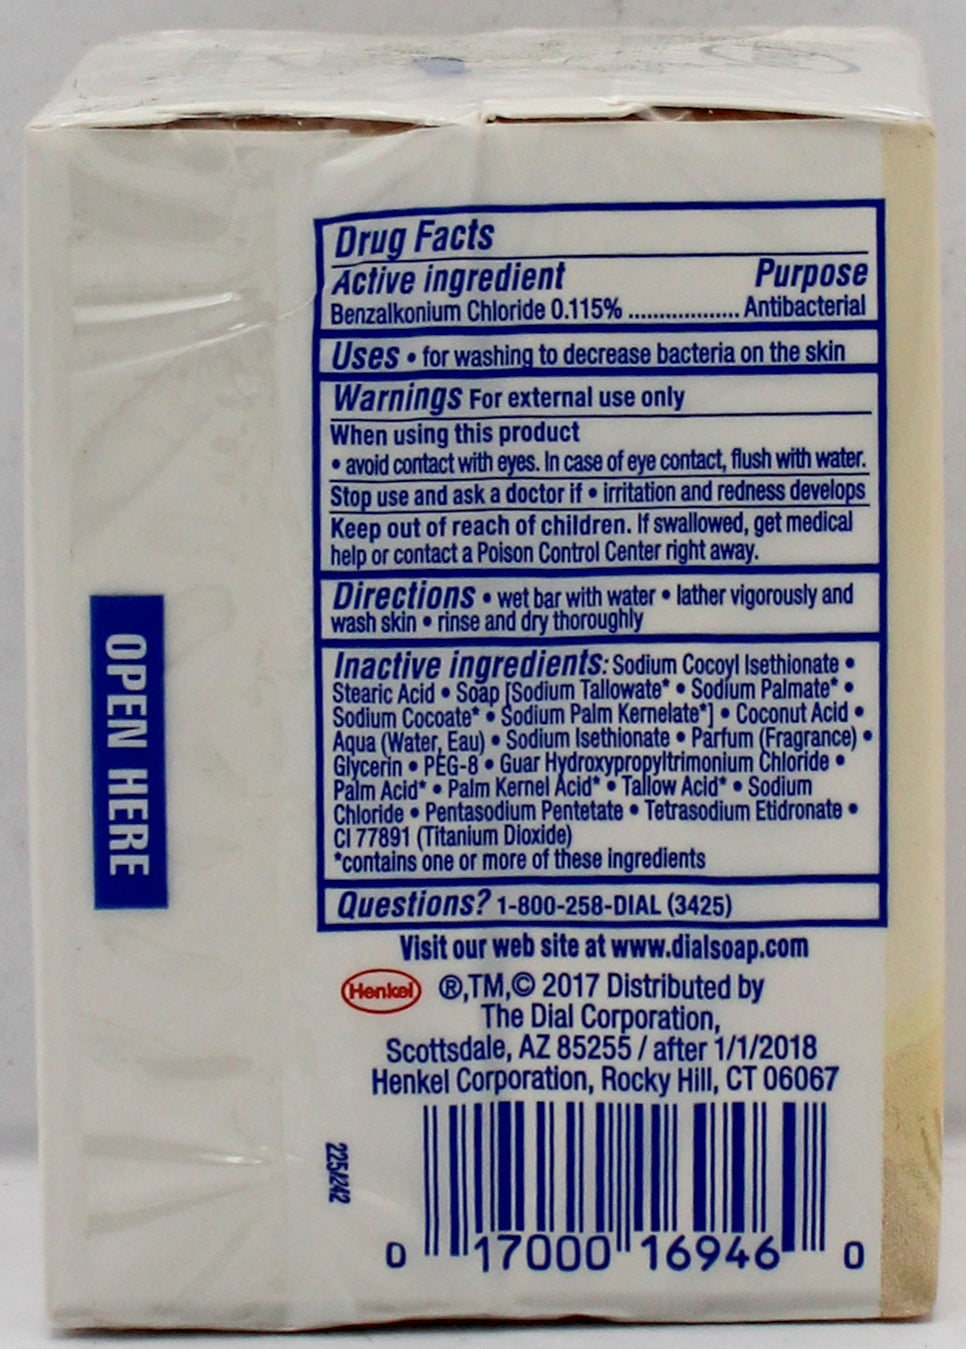 Drug Facts
Active ingredient Purpose
Benzalkonium Chloride 0.115% .................. Antibacterial
Uses • for washing to decrease bacteria on the skin
Warnings For external use only
When using this product
• avoid contact with eyes. In case of eye contact, flush with water.
Stop use and ask a doctor if • irritation and redness develops
Keep out of reach of children. If swallowed, get medical
help or contact a Poison Control Center right away.
Directions • wet bar with water • lather vigorously and
wash skin • rinse and dry thoroughly
Inactive ingredients: Sodium Cocoyl Isethionate •
Stearic Acid • Soap [Sodium Tallowate* • Sodium Palmate* •
Sodium Cocoate* • Sodium Palm Kernelate*] • Coconut Acid •
Aqua (Water, Eau) • Sodium Isethionate • Parfum (Fragrance) •
Glycerin • PEG-8 • Guar Hydroxypropyltrimonium Chloride •
Palm Acid* • Palm Kernel Acid* • Tallow Acid* • Sodium
Chloride • Pentasodium Pentetate • Tetrasodium Etidronate •
CI 77891 (Titanium Dioxide)
*contains one or more of these ingredients
Questions? 1-800-258-DIAL (3425)
Visit our web site at www.dialsoap.com
Henkel ®,TM,© 2017 Distributed by
The Dial Corporation,
Scottsdale, AZ 85255 / after 1/1/2018
Henkel Corporation, Rocky Hill, CT 06067
0 17000 16946 0
OPEN HERE